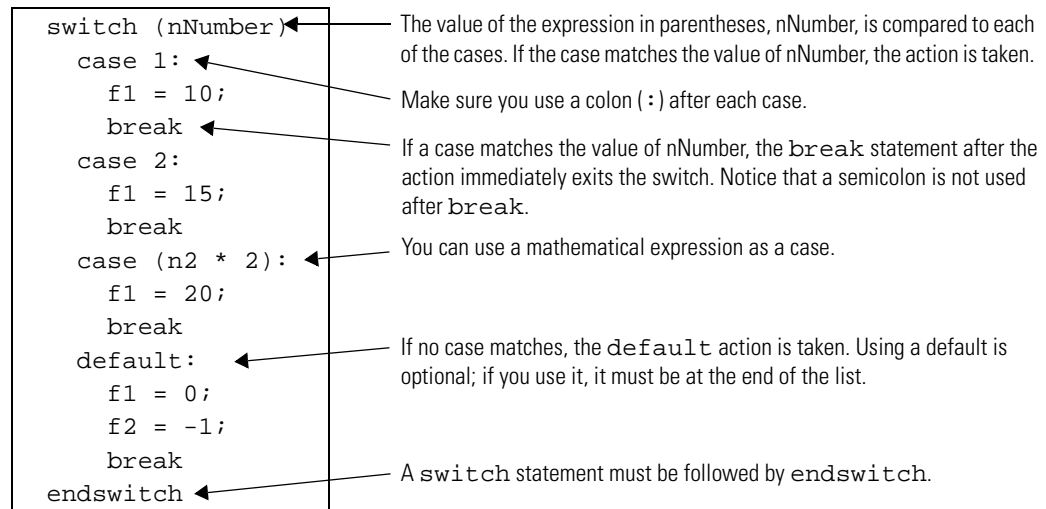 switch (nNumber)
case 1:
f1 = 10;
break
case 2:
f1 = 15;
break
case (n2 * 2):
f1 = 20;
break
default:
f1 = 0;
f2 = -1;
break
endswitch
The value of the expression in parentheses, nNumber, is compared to each
of the cases. If the case matches the value of nNumber, the action is taken.
Make sure you use a colon (:) after each case.
If a case matches the value of nNumber, the break statement after the
action immediately exits the switch. Notice that a semicolon is not used
after break.
You can use a mathematical expression as a case.
If no case matches, the default action is taken. Using a default is
optional; if you use it, it must be at the end of the list.
A switch statement must be followed by endswitch.